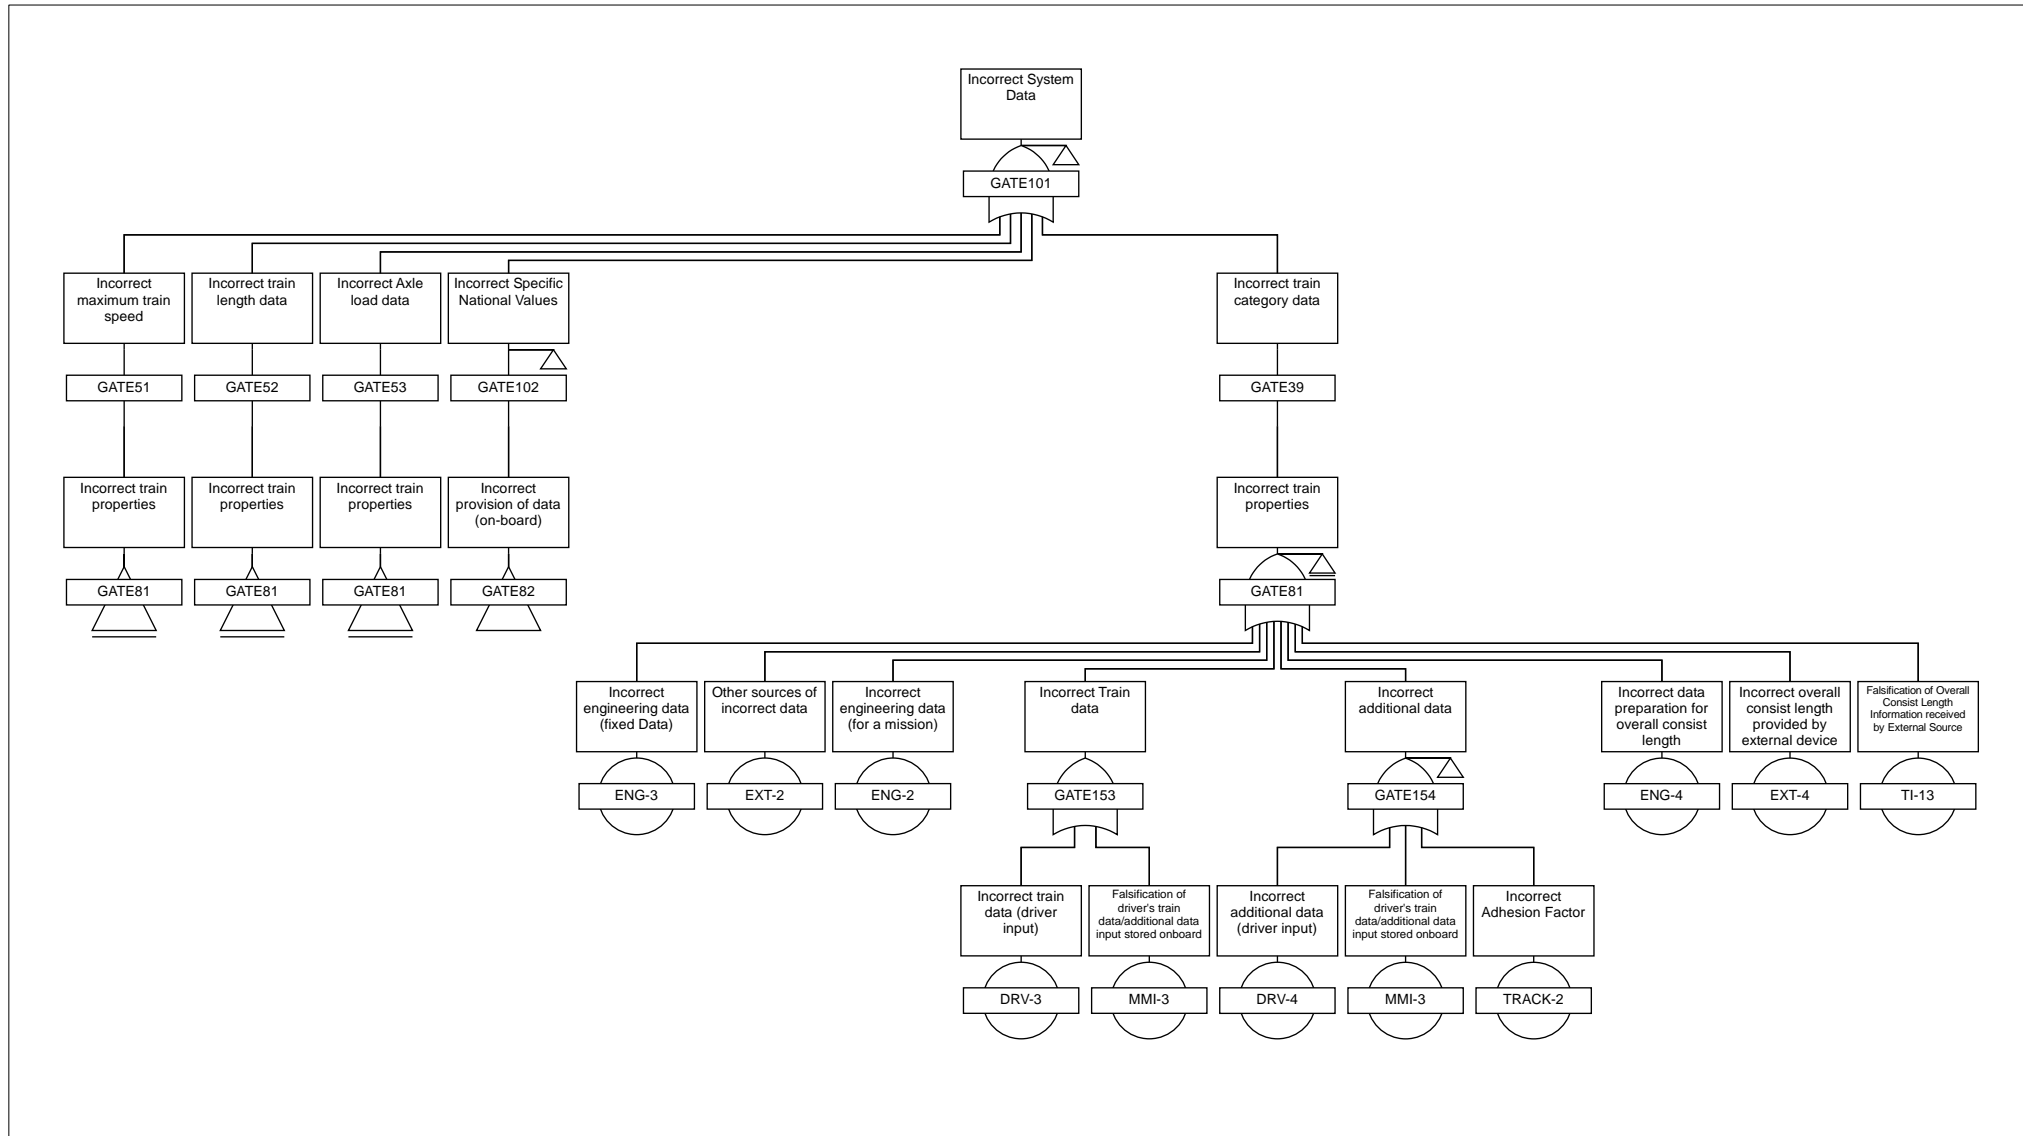 Incorrect System
Data
GATE101
Incorrect
maximum train
speed
Incorrect train
length data
Incorrect Axle
load data
Incorrect Specific
National Values
Incorrect train
category data
GATE51
GATE52
GATE53
GATE102
GATE39
Incorrect train
properties
Incorrect train
properties
Incorrect train
properties
Incorrect
provision of data
(on-board)
Incorrect train
properties
GATE81
GATE81
GATE81
GATE82
GATE81
Incorrect
engineering data
(fixed Data)
Other sources of
incorrect data
Incorrect
engineering data
(for a mission)
Incorrect Train
data
Incorrect
additional data
Incorrect data
preparation for
overall consist
length
Incorrect overall
consist length
provided by
external device
Falsification of Overall
Consist Length
Information received
by External Source
ENG-3
EXT-2
ENG-2
GATE153
GATE154
ENG-4
EXT-4
TI-13
Incorrect train
data (driver
input)
Falsification of
driver's train
data/additional data
input stored onboard
Incorrect
additional data
(driver input)
Falsification of
driver's train
data/additional data
input stored onboard
Incorrect
Adhesion Factor
DRV-3
MMI-3
DRV-4
MMI-3
TRACK-2